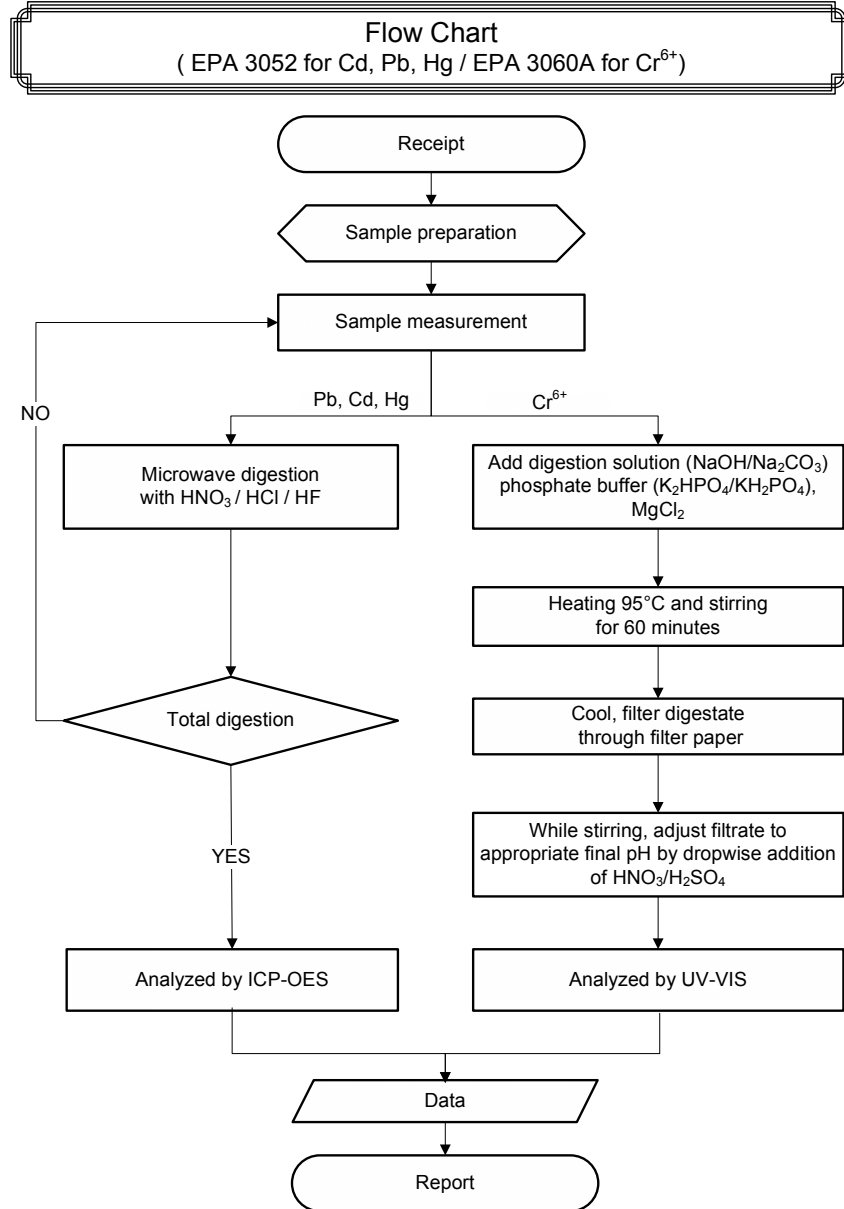 Flow Chart
( EPA 3052 for Cd, Pb, Hg / EPA 3060A for Cr⁶⁺)
Receipt
Sample preparation
Sample measurement
NO
Pb, Cd, Hg
Cr⁶⁺
Microwave digestion
with HNO₃ / HCl / HF
Total digestion
YES
Analyzed by ICP-OES
Add digestion solution (NaOH/Na₂CO₃)
phosphate buffer (K₂HPO₄/KH₂PO₄),
MgCl₂
Heating 95°C and stirring
for 60 minutes
Cool, filter digestate
through filter paper
While stirring, adjust filtrate to
appropriate final pH by dropwise addition
of HNO₃/H₂SO₄
Analyzed by UV-VIS
Data
Report